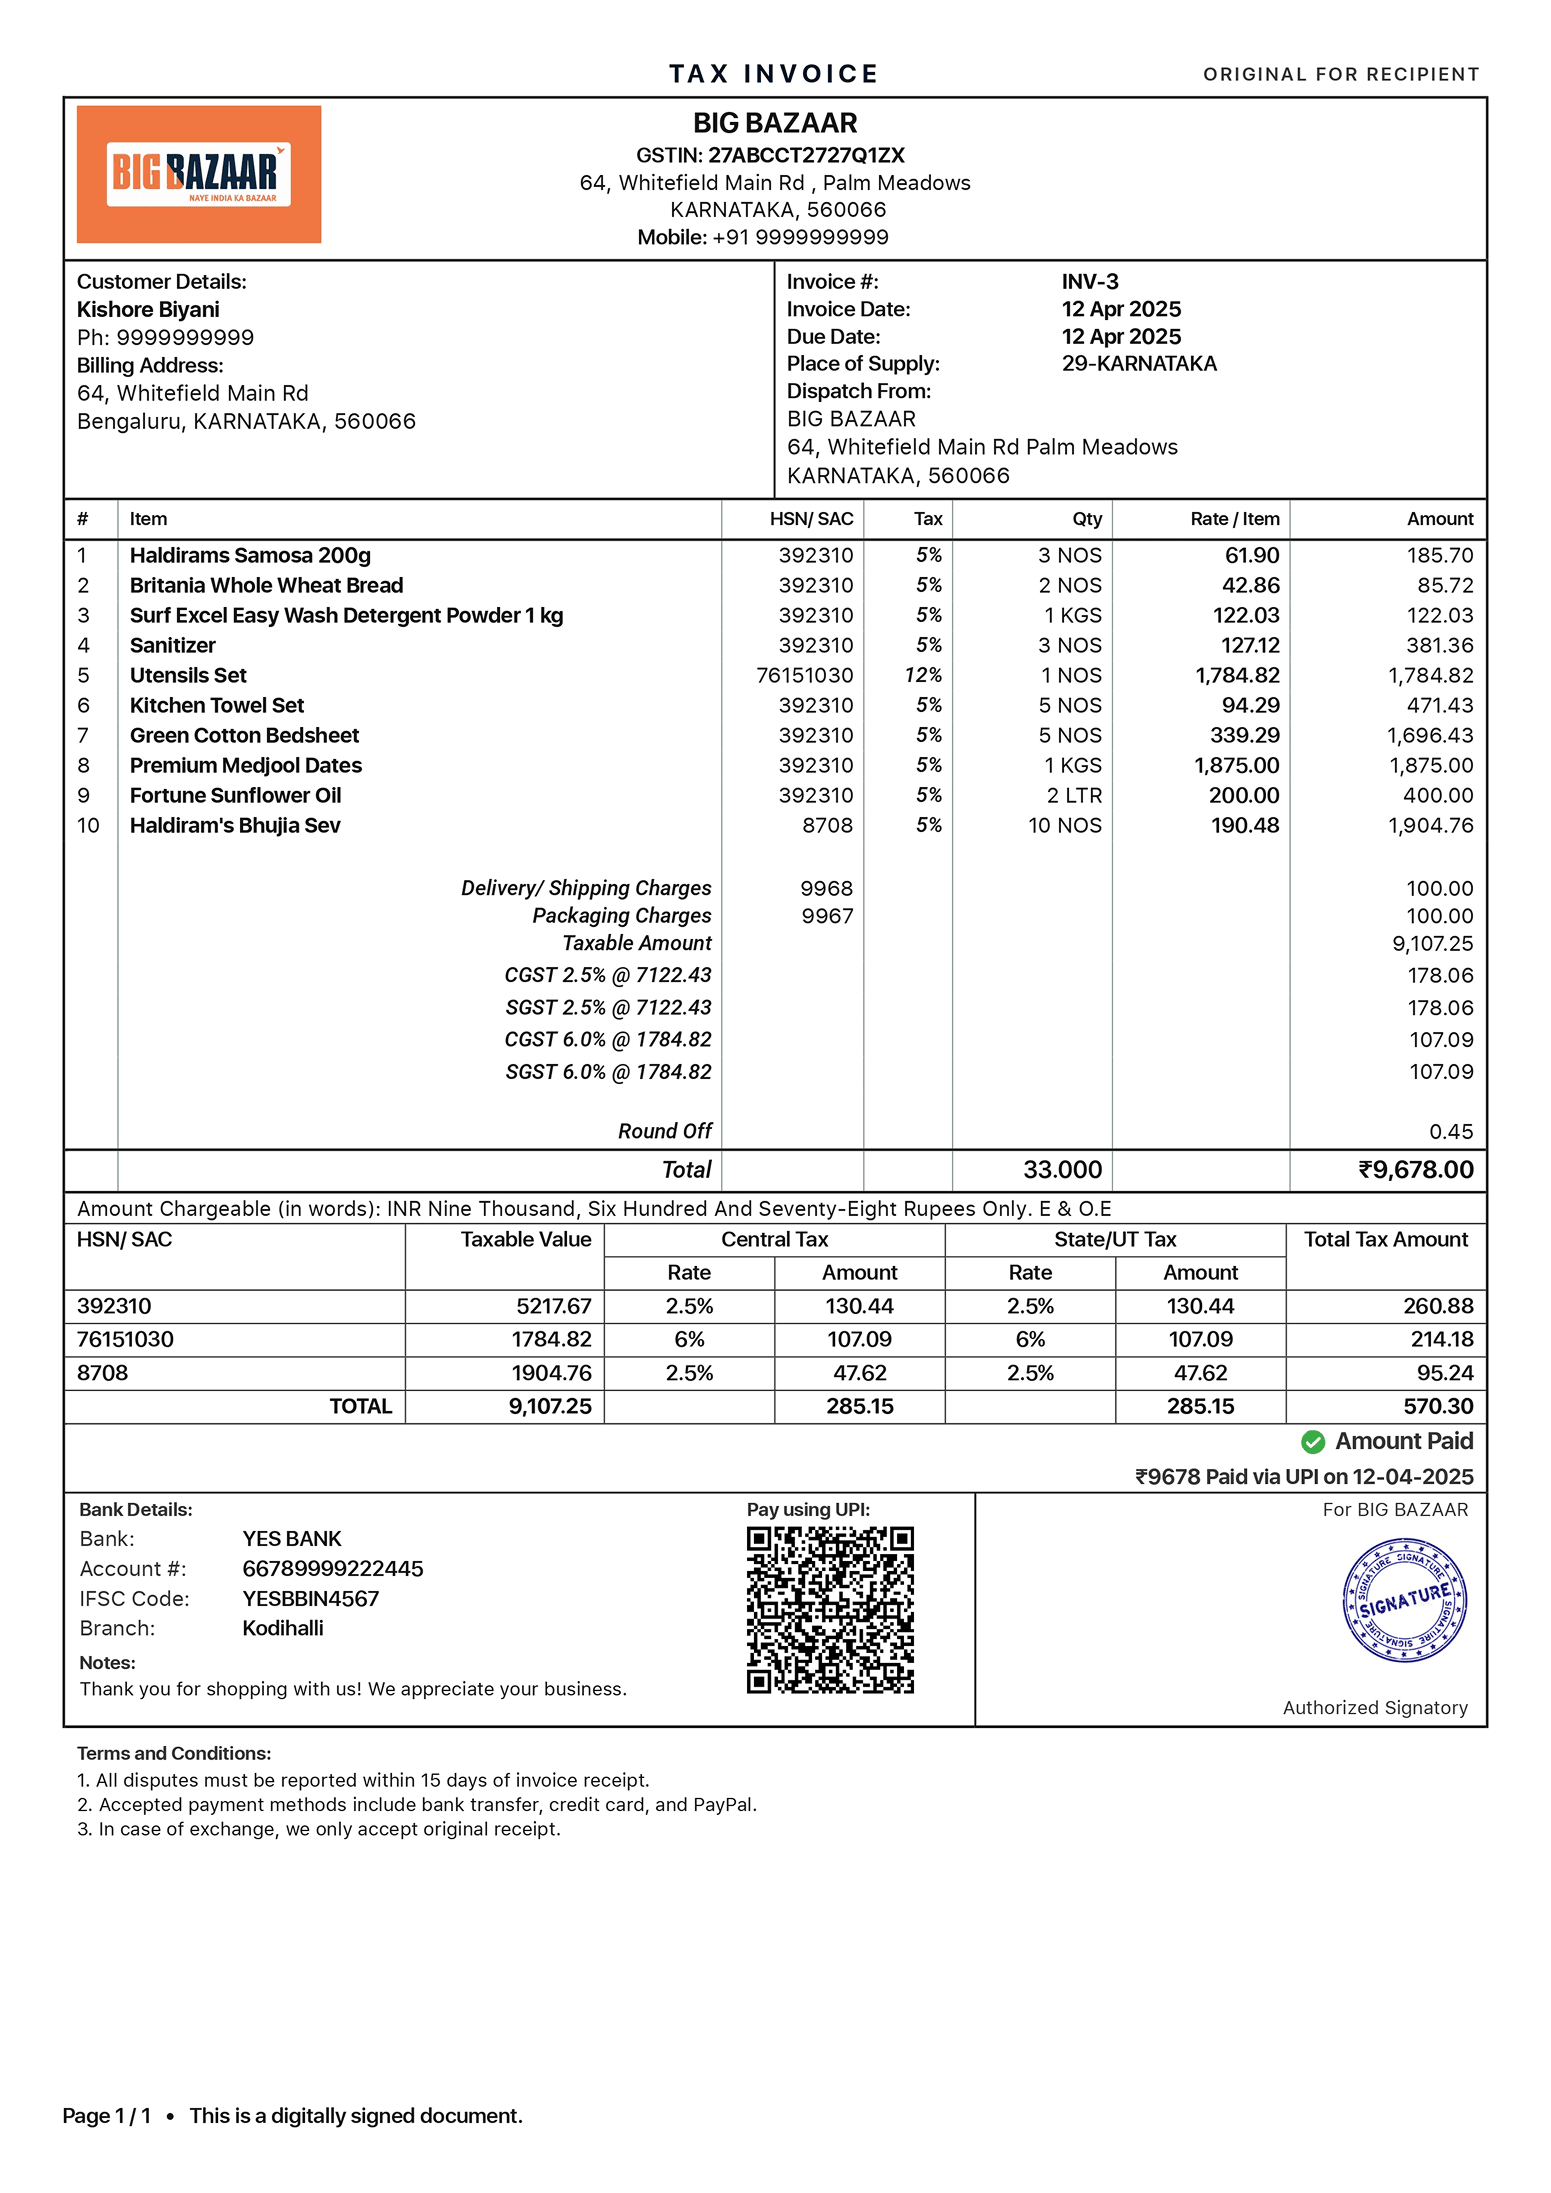 TAX INVOICE
ORIGINAL FOR RECIPIENT
BIG BAZAAR
NAYE INDIA KA BAZAAR
BIG BAZAAR
GSTIN: 27ABCCT2727Q1ZX
64, Whitefield Main Rd , Palm Meadows
KARNATAKA, 560066
Mobile: +91 9999999999
Customer Details:
Kishore Biyani
Ph: 9999999999
Billing Address:
64, Whitefield Main Rd
Bengaluru, KARNATAKA, 560066
Invoice #: INV-3
Invoice Date: 12 Apr 2025
Due Date: 12 Apr 2025
Place of Supply: 29-KARNATAKA
Dispatch From:
BIG BAZAAR
64, Whitefield Main Rd Palm Meadows
KARNATAKA, 560066
# Item HSN/ SAC Tax Qty Rate / Item Amount
1 Haldirams Samosa 200g 392310 5% 3 NOS 61.90 185.70
2 Britania Whole Wheat Bread 392310 5% 2 NOS 42.86 85.72
3 Surf Excel Easy Wash Detergent Powder 1 kg 392310 5% 1 KGS 122.03 122.03
4 Sanitizer 392310 5% 3 NOS 127.12 381.36
5 Utensils Set 76151030 12% 1 NOS 1,784.82 1,784.82
6 Kitchen Towel Set 392310 5% 5 NOS 94.29 471.43
7 Green Cotton Bedsheet 392310 5% 5 NOS 339.29 1,696.43
8 Premium Medjool Dates 392310 5% 1 KGS 1,875.00 1,875.00
9 Fortune Sunflower Oil 392310 5% 2 LTR 200.00 400.00
10 Haldiram's Bhujia Sev 8708 5% 10 NOS 190.48 1,904.76
Delivery/ Shipping Charges 9968 100.00
Packaging Charges 9967 100.00
Taxable Amount 9,107.25
CGST 2.5% @ 7122.43 178.06
SGST 2.5% @ 7122.43 178.06
CGST 6.0% @ 1784.82 107.09
SGST 6.0% @ 1784.82 107.09
Round Off 0.45
Total 33.000 ₹9,678.00
Amount Chargeable (in words): INR Nine Thousand, Six Hundred And Seventy-Eight Rupees Only. E & O.E
HSN/ SAC Taxable Value Central Tax State/UT Tax Total Tax Amount
Rate Amount Rate Amount
392310 5217.67 2.5% 130.44 2.5% 130.44 260.88
76151030 1784.82 6% 107.09 6% 107.09 214.18
8708 1904.76 2.5% 47.62 2.5% 47.62 95.24
TOTAL 9,107.25 285.15 285.15 570.30
Amount Paid
₹9678 Paid via UPI on 12-04-2025
Bank Details:
Bank: YES BANK
Account #: 66789999222445
IFSC Code: YESBBIN4567
Branch: Kodihalli
Notes:
Thank you for shopping with us! We appreciate your business.
Pay using UPI:
For BIG BAZAAR
SIGNATURE SIGNATURE SIGNATURE SIGNATURE SIGNATURE SIGNATURE
SIGNATURE
Authorized Signatory
Terms and Conditions:
1. All disputes must be reported within 15 days of invoice receipt.
2. Accepted payment methods include bank transfer, credit card, and PayPal.
3. In case of exchange, we only accept original receipt.
Page 1 / 1 • This is a digitally signed document.